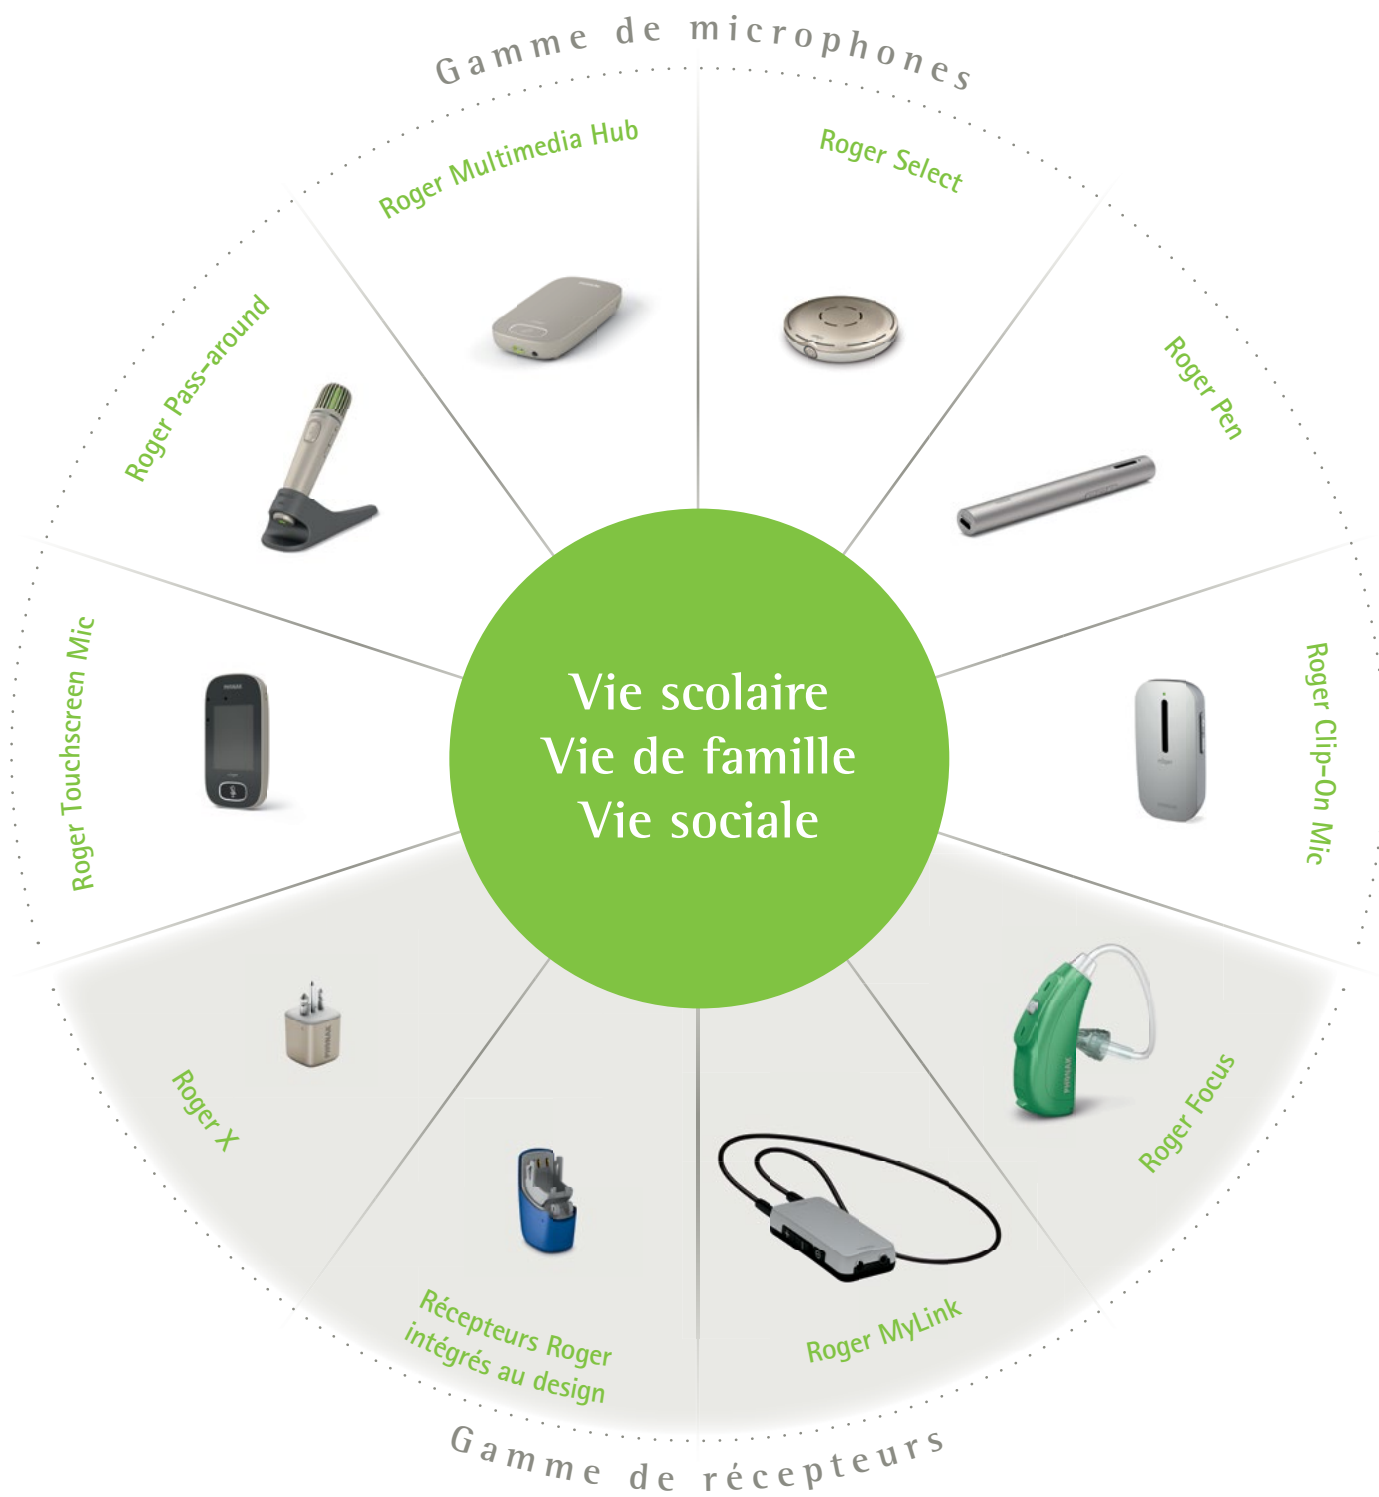 Gamme de microphones
Roger Multimedia Hub
Roger Select
Roger Pass-around
Roger Pen
Roger Touchscreen Mic
Roger Clip-On Mic
Vie scolaire
Vie de famille
Vie sociale
PHONAK
Roger X
PHONAK
Roger Focus
Récepteurs Roger
intégrés au design
Roger MyLink
Gamme de récepteurs